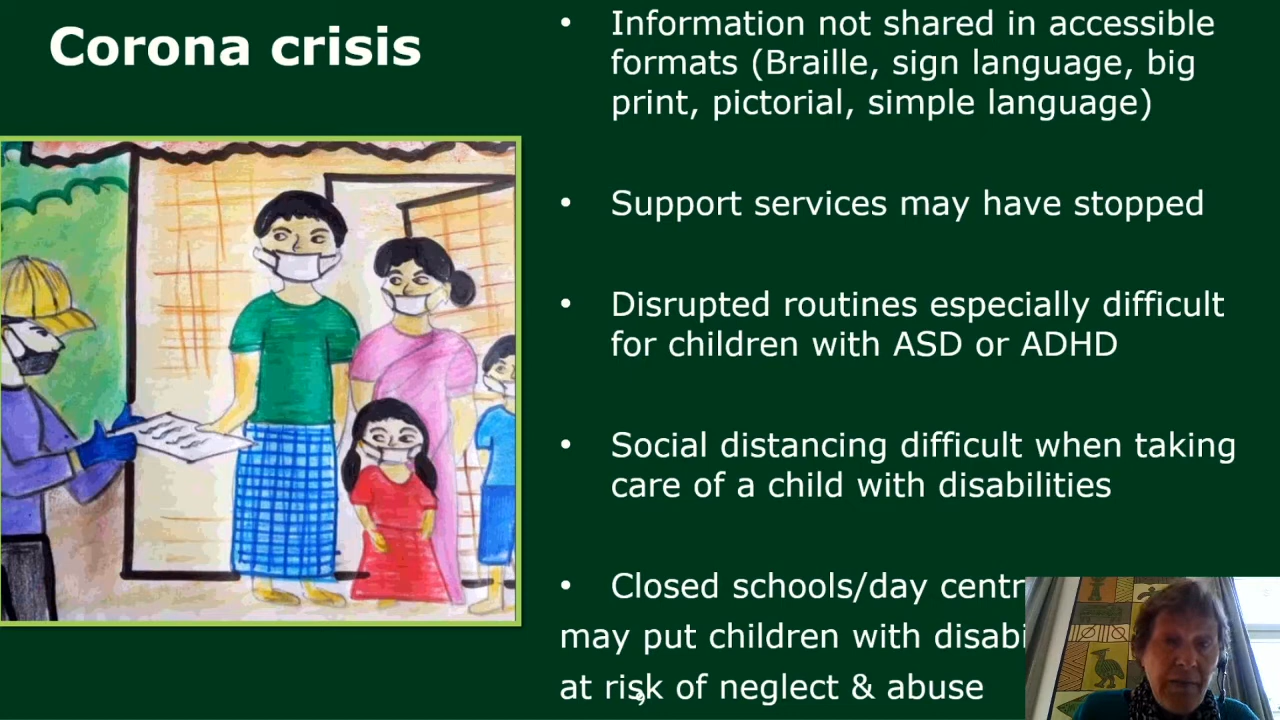 Corona crisis
• Information not shared in accessible
formats (Braille, sign language, big
print, pictorial, simple language)
• Support services may have stopped
• Disrupted routines especially difficult
for children with ASD or ADHD
• Social distancing difficult when taking
care of a child with disabilities
• Closed schools/day
may put children with
at risk of neglect & abuse
9